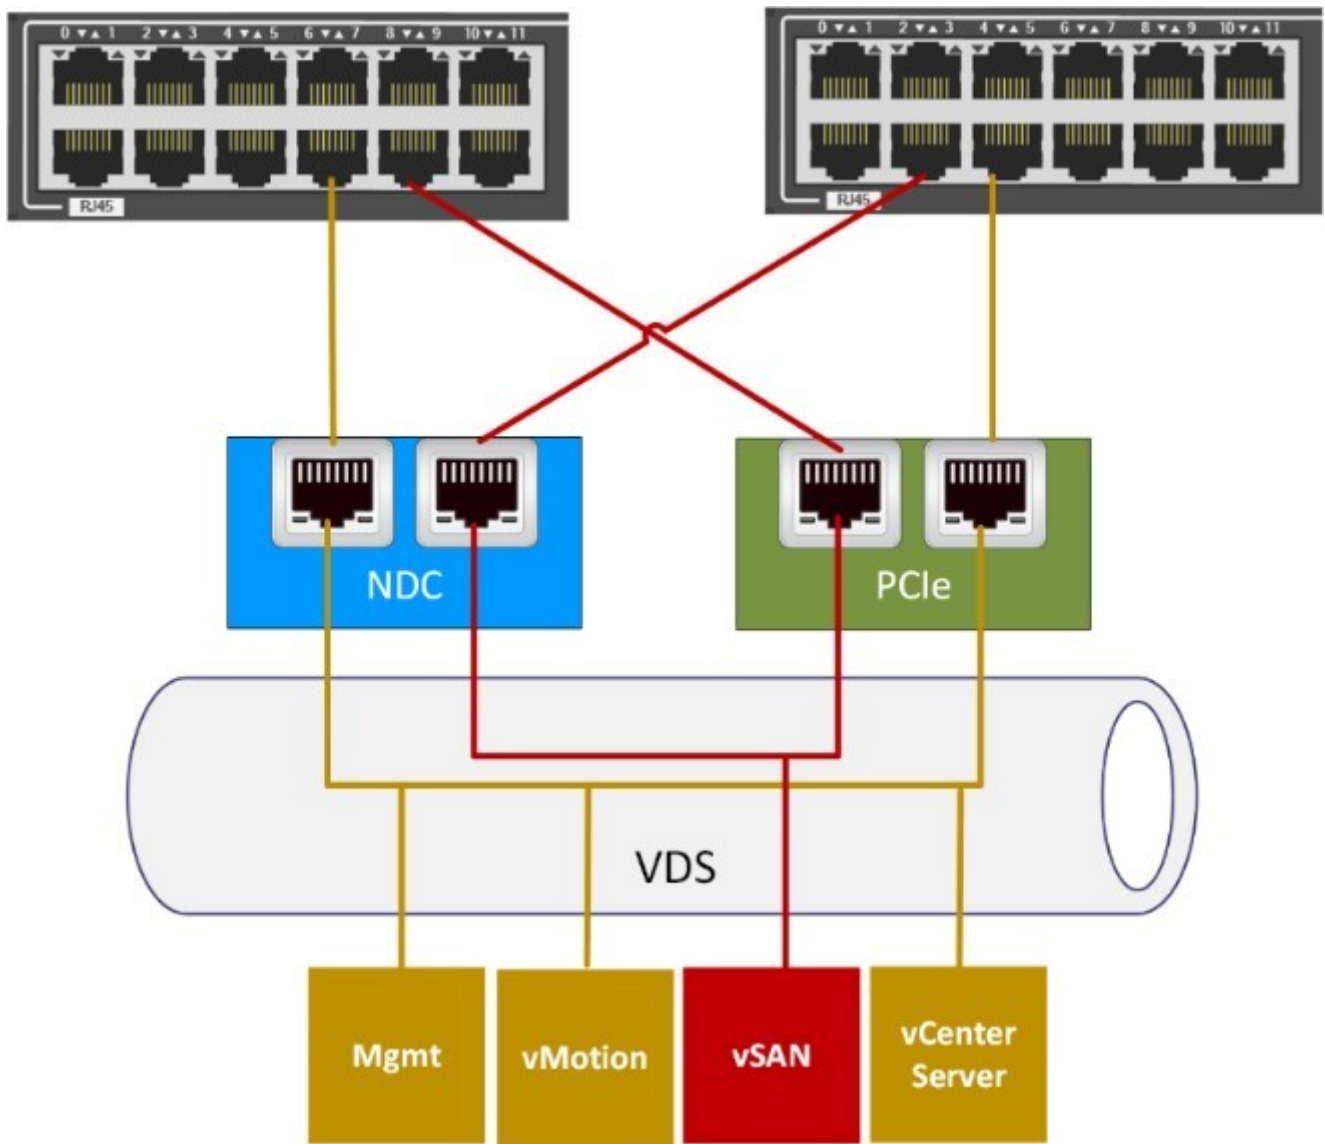 0 ▼▲ 1 2 ▼▲ 3 4 ▼▲ 5 6 ▼▲ 7 8 ▼▲ 9 10 ▼▲ 11
RJ45
0 ▼▲ 1 2 ▼▲ 3 4 ▼▲ 5 6 ▼▲ 7 8 ▼▲ 9 10 ▼▲ 11
RJ45
NDC
PCIe
VDS
Mgmt
vMotion
vSAN
vCenter
Server